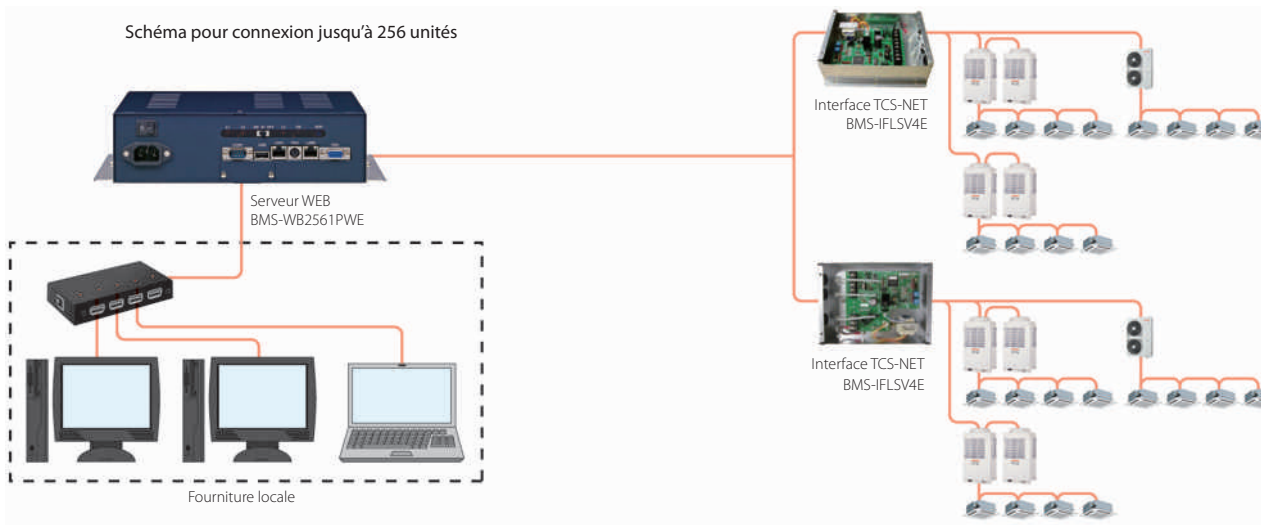 Schéma pour connexion jusqu'à 256 unités
Interface TCS-NET
BMS-IFLSV4E
Serveur WEB
BMS-WB2561PWE
Interface TCS-NET
BMS-IFLSV4E
Fourniture locale